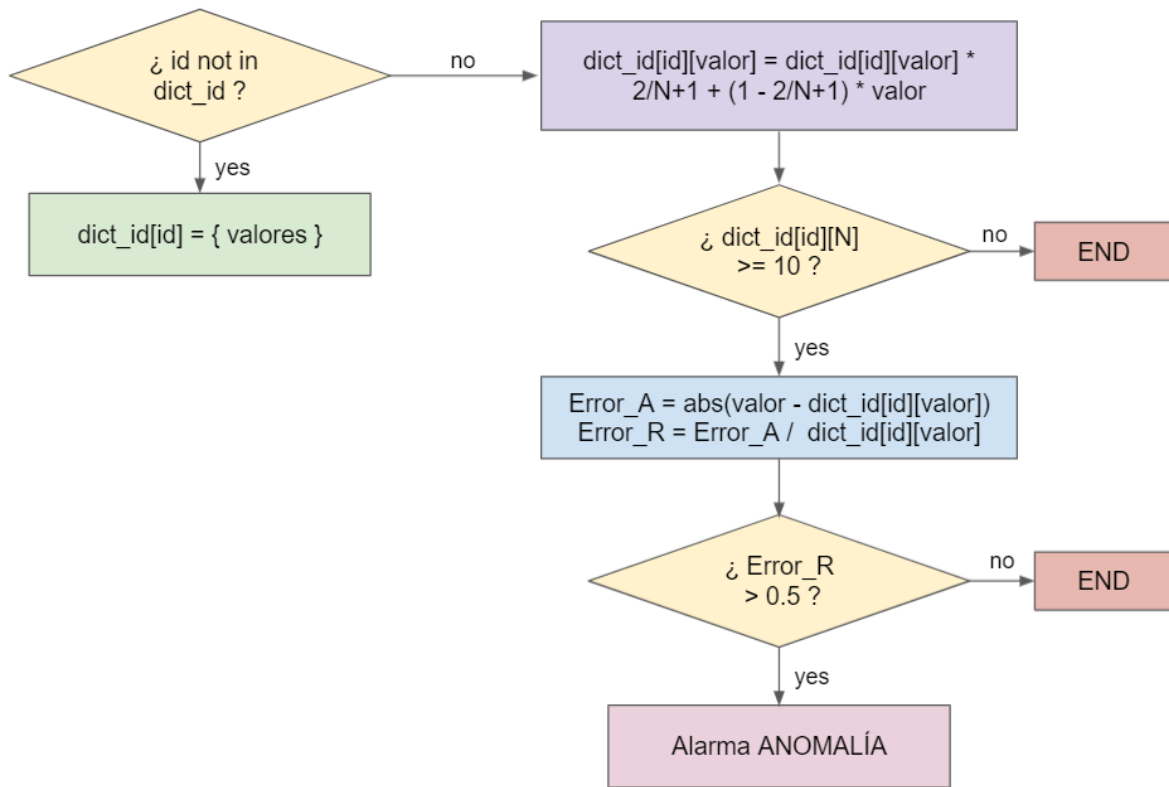 ¿ id not in
dict_id ?
no
dict_id[id][valor] = dict_id[id][valor] *
2/N+1 + (1 - 2/N+1) * valor
yes
dict_id[id] = { valores }
¿ dict_id[id][N]
>= 10 ?
no
END
yes
Error_A = abs(valor - dict_id[id][valor])
Error_R = Error_A / dict_id[id][valor]
¿ Error_R
> 0.5 ?
no
END
yes
Alarma ANOMALÍA